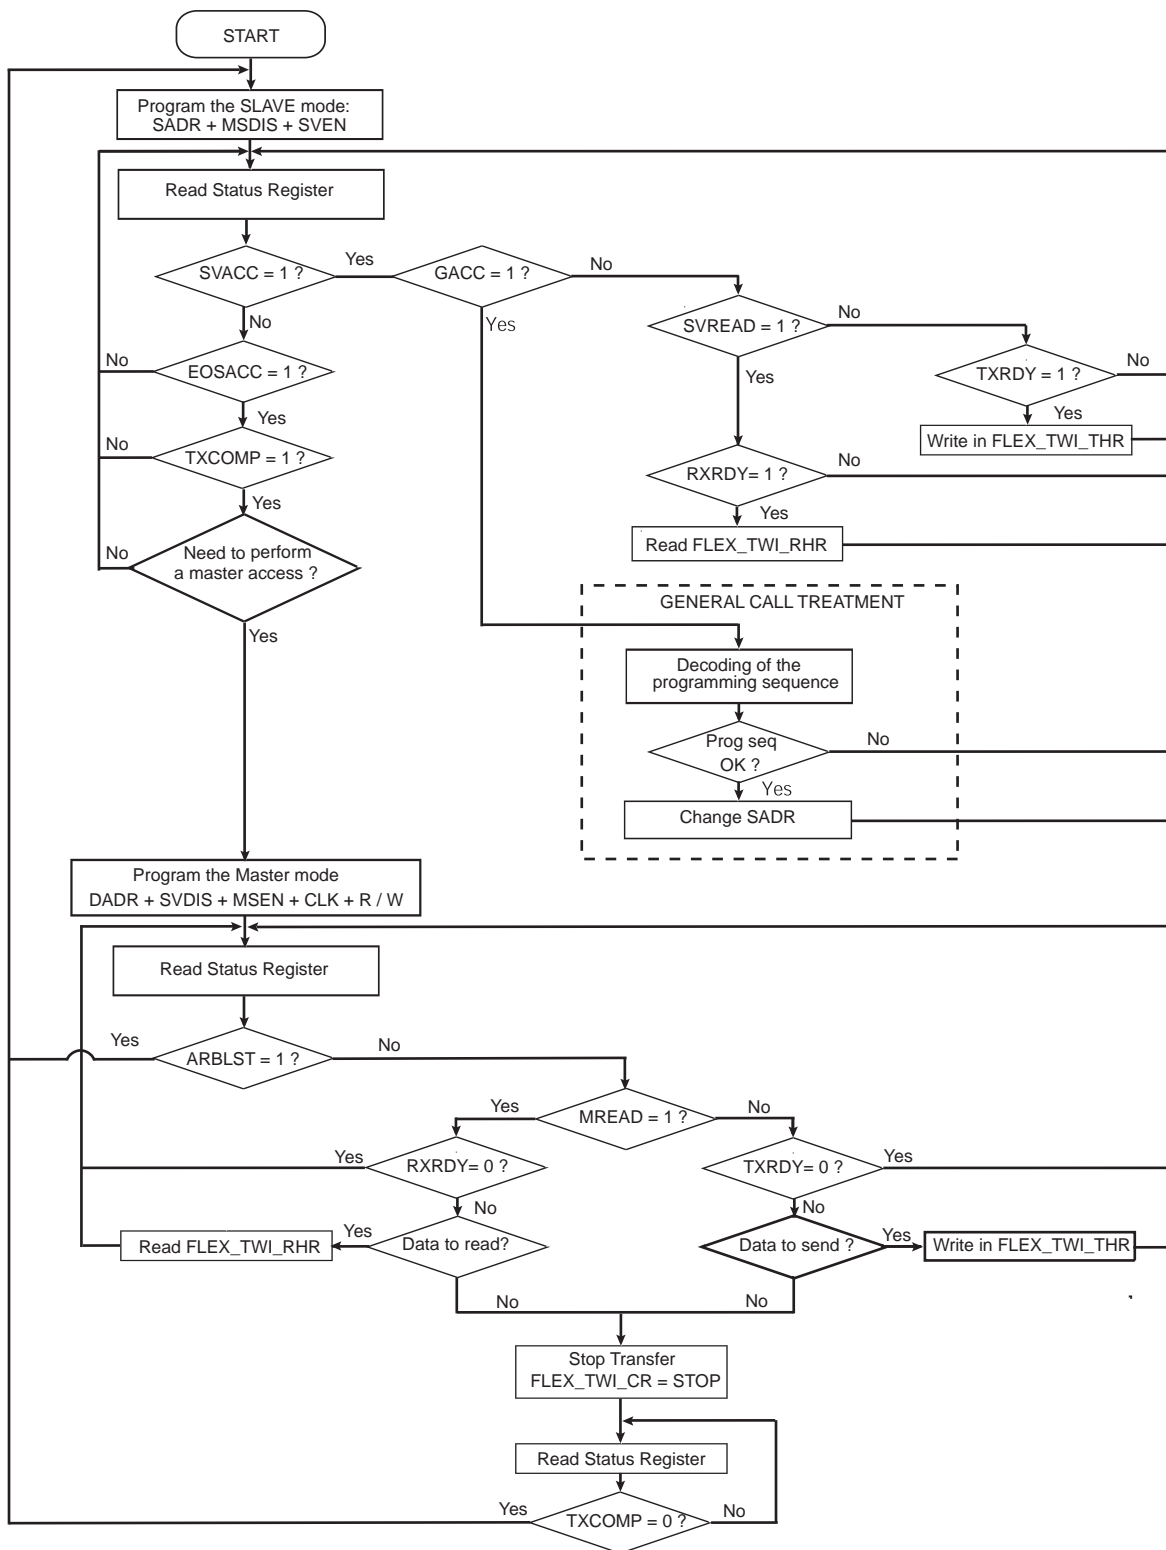 START
Program the SLAVE mode:
SADR + MSDIS + SVEN
Read Status Register
SVACC = 1 ?
Yes
GACC = 1 ?
No
SVREAD = 1 ?
No
No
Yes
Yes
No
EOSACC = 1 ?
TXRDY = 1 ?
No
Yes
Yes
Write in FLEX_TWI_THR
No
TXCOMP = 1 ?
RXRDY= 1 ?
No
Yes
Yes
Read FLEX_TWI_RHR
No
Need to perform
a master access ?
Yes
GENERAL CALL TREATMENT
Decoding of the
programming sequence
Prog seq
OK ?
No
Yes
Change SADR
Program the Master mode
DADR + SVDIS + MSEN + CLK + R / W
Read Status Register
Yes
ARBLST = 1 ?
No
Yes
MREAD = 1 ?
No
Yes
RXRDY= 0 ?
TXRDY= 0 ?
Yes
No
No
Read FLEX_TWI_RHR
Yes
Data to read?
Data to send ?
Yes
Write in FLEX_TWI_THR
No
No
Stop Transfer
FLEX_TWI_CR = STOP
Read Status Register
Yes
TXCOMP = 0 ?
No